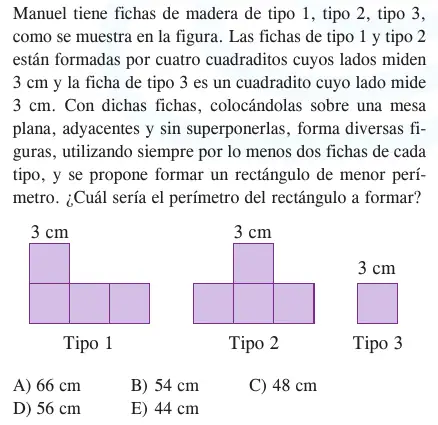 Manuel tiene fichas de madera de tipo 1, tipo 2, tipo 3,
como se muestra en la figura. Las fichas de tipo 1 y tipo 2
están formadas por cuatro cuadraditos cuyos lados miden
3 cm y la ficha de tipo 3 es un cuadradito cuyo lado mide
3 cm. Con dichas fichas, colocándolas sobre una mesa
plana, adyacentes y sin superponerlas, forma diversas fi-
guras, utilizando siempre por lo menos dos fichas de cada
tipo, y se propone formar un rectángulo de menor perí-
metro. ¿Cuál sería el perímetro del rectángulo a formar?
3 cm 3 cm
3 cm
Tipo 1 Tipo 2 Tipo 3
A) 66 cm B) 54 cm C) 48 cm
D) 56 cm E) 44 cm